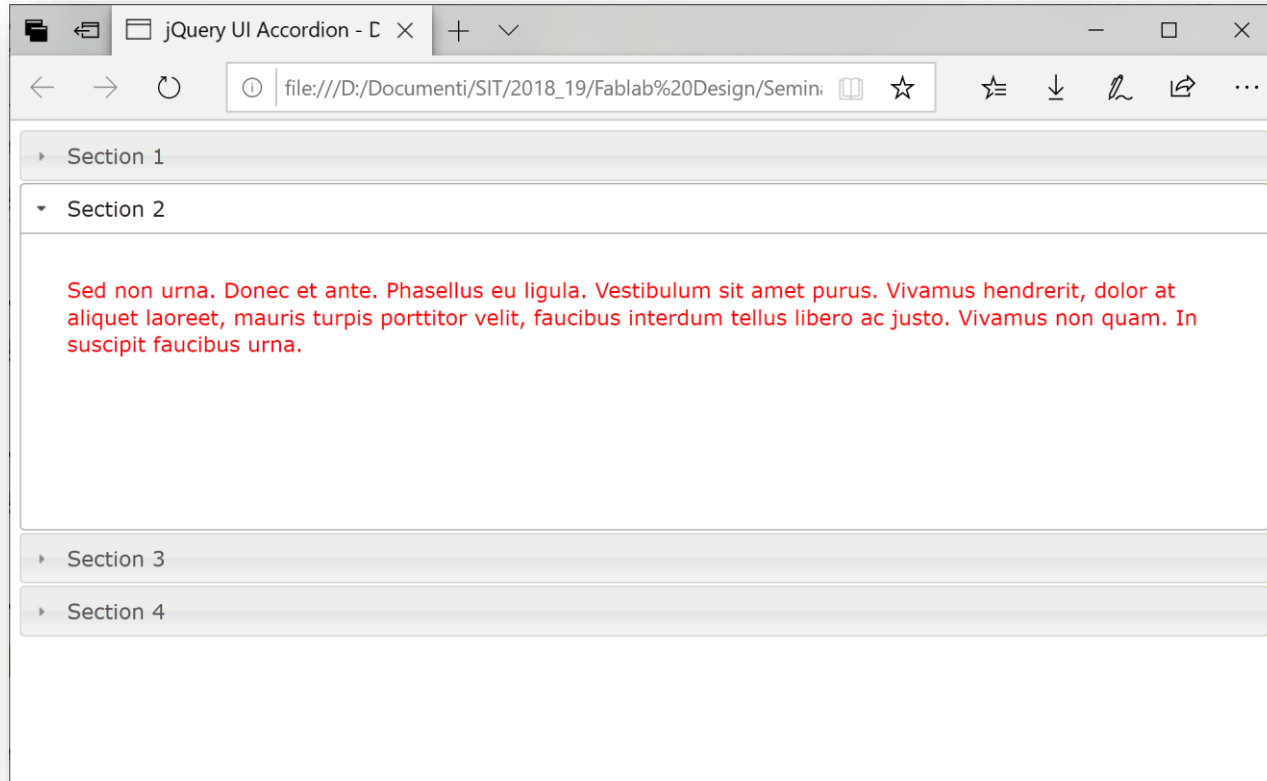 jQuery UI Accordion - D
file:///D:/Documenti/SIT/2018_19/Fablab%20Design/Semina
Section 1
Section 2
Sed non urna. Donec et ante. Phasellus eu ligula. Vestibulum sit amet purus. Vivamus hendrerit, dolor at
aliquet laoreet, mauris turpis porttitor velit, faucibus interdum tellus libero ac justo. Vivamus non quam. In
suscipit faucibus urna.
Section 3
Section 4